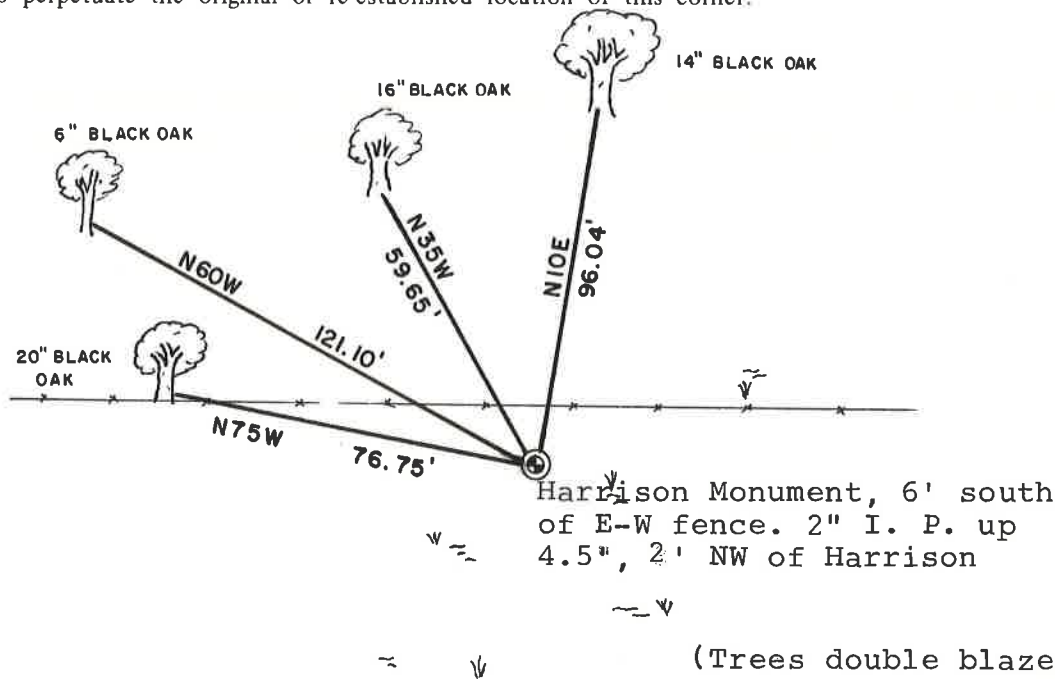 s perpetuate the original or re-established location of this corner.
14" BLACK OAK
16" BLACK OAK
6" BLACK OAK
N35W
59.65'
N10E
96.04'
N60W
121.10'
20" BLACK
OAK
N75W
76.75'
Harrison Monument, 6' south
of E-W fence. 2" I. P. up
4.5", 2' NW of Harrison
(Trees double blaze